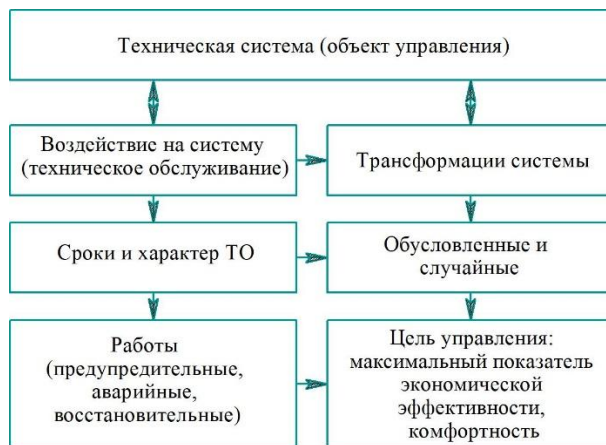 Техническая система (объект управления)
Воздействие на систему
(техническое обслуживание)
Трансформации системы
Сроки и характер ТО
Обусловленные и
случайные
Работы
(предупредительные,
аварийные,
восстановительные)
Цель управления:
максимальный показатель
экономической
эффективности,
комфортность